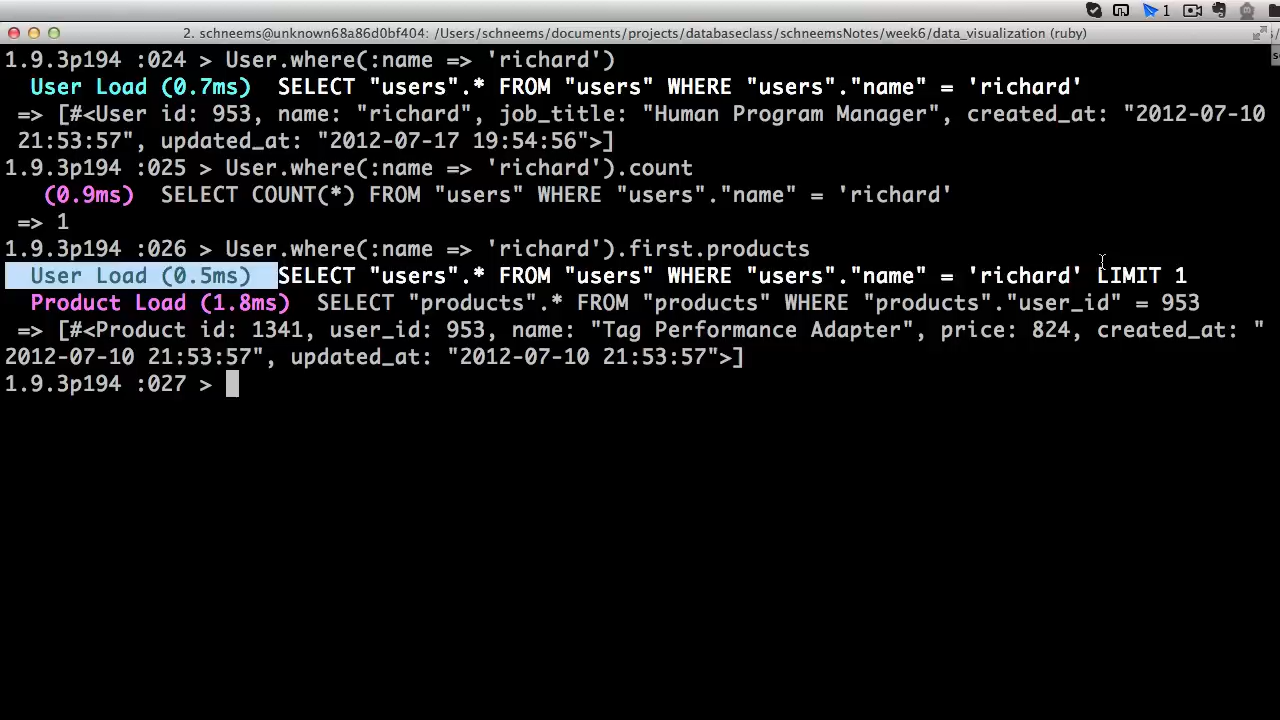 1
2. schneems@unknown68a86d0bf404: /Users/schneems/documents/projects/databaseclass/schneemsNotes/week6/data_visualization (ruby)
1.9.3p194 :024 > User.where(:name => 'richard')
User Load (0.7ms)  SELECT "users".* FROM "users" WHERE "users"."name" = 'richard'
=> [#<User id: 953, name: "richard", job_title: "Human Program Manager", created_at: "2012-07-10
21:53:57", updated_at: "2012-07-17 19:54:56">]
1.9.3p194 :025 > User.where(:name => 'richard').count
(0.9ms)  SELECT COUNT(*) FROM "users" WHERE "users"."name" = 'richard'
=> 1
1.9.3p194 :026 > User.where(:name => 'richard').first.products
User Load (0.5ms)  SELECT "users".* FROM "users" WHERE "users"."name" = 'richard' LIMIT 1
Product Load (1.8ms)  SELECT "products".* FROM "products" WHERE "products"."user_id" = 953
=> [#<Product id: 1341, user_id: 953, name: "Tag Performance Adapter", price: 824, created_at: "
2012-07-10 21:53:57", updated_at: "2012-07-10 21:53:57">]
1.9.3p194 :027 >